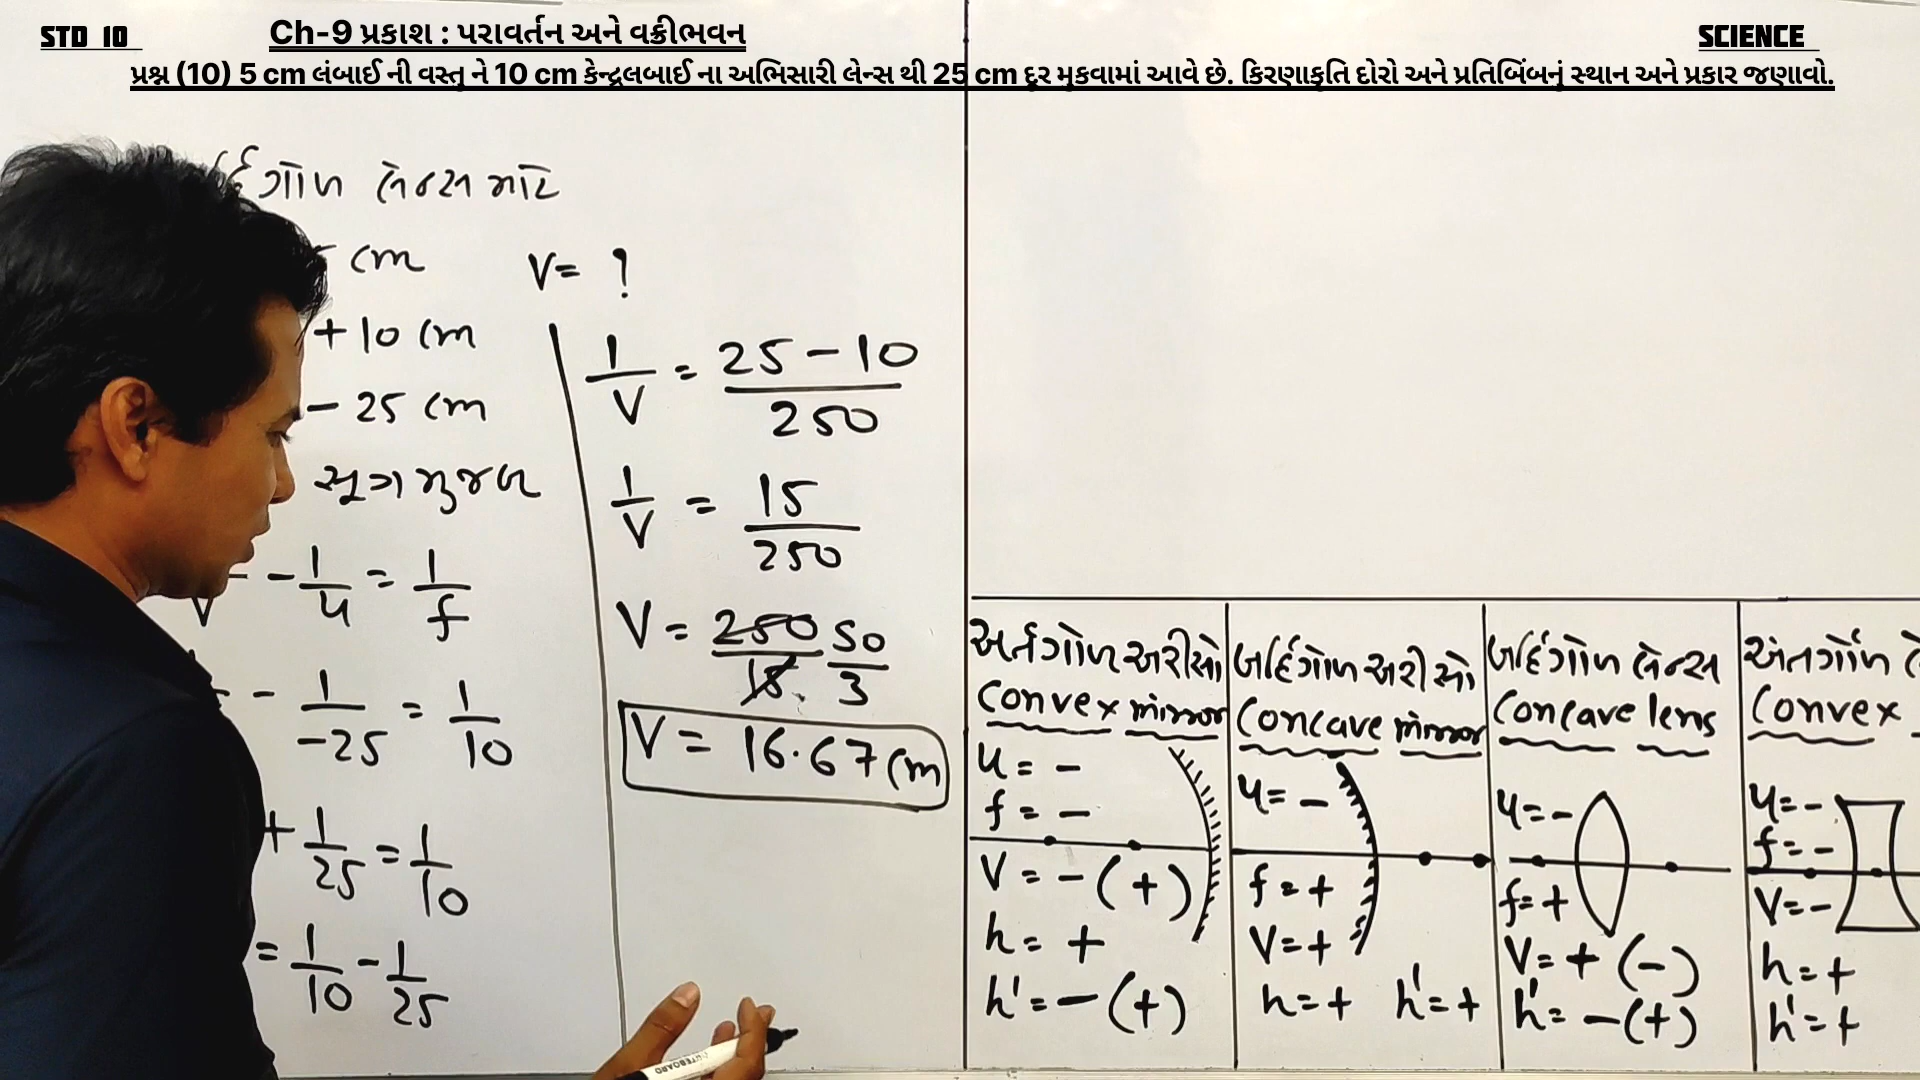 STD 10
Ch-9 પ્રકાશ : પરાવર્તન અને વક્રીભવન
SCIENCE
પ્રશ્ન (10) 5 cm લંબાઈ ની વસ્તુ ને 10 cm કેન્દ્રલબાઈ ના અભિસારી લેન્સ થી 25 cm દૂર મુકવામાં આવે છે. કિરણાકૃતિ દોરો અને પ્રતિબિંબનું સ્થાન અને પ્રકાર જણાવો.
લેન્સ માટે
cm
+10 cm
- 25 cm
સૂત્ર મુજબ
- 1/u = 1/f
- 1/-25 = 1/10
+ 1/25 = 1/10
= 1/10 - 1/25
V= ?
1/V = 25 - 10/250
1/V = 15/250
V = 250/15 50/3
V = 16.67 cm
અર્તગોળ અરીસો
Convex mirror
u = -
f = -
V = - (+)
h = +
h' = - (+)
બર્હિગોળ અરીસો
Concave mirror
u= -
f = +
V = +
h = + h' = +
બર્હિગોળ લેન્સ
Concave lens
u= -
f= +
V= + (-)
h'= - (+)
અંતર્ગોળ
Convex
u= -
f= -
V= -
h= +
h'= +